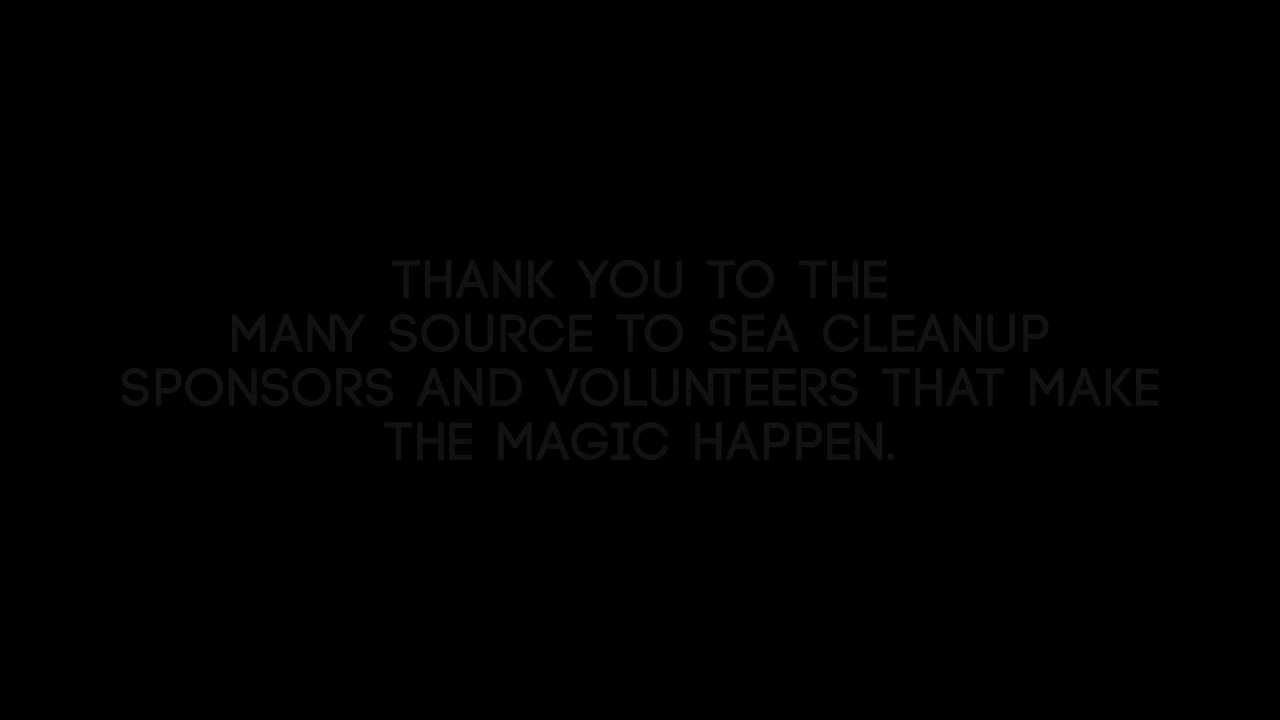 THANK YOU TO THE
MANY SOURCE TO SEA CLEANUP
SPONSORS AND VOLUNTEERS THAT MAKE
THE MAGIC HAPPEN.